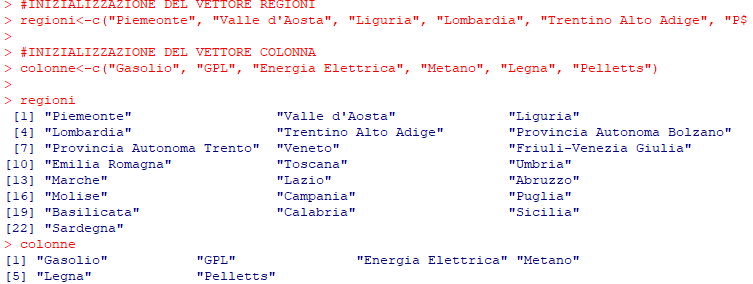 > #INIZIALIZZAZIONE DEL VETTORE REGIONI
> regioni<-c("Piemeonte", "Valle d'Aosta", "Liguria", "Lombardia", "Trentino Alto Adige", "P$
>
> #INIZIALIZZAZIONE DEL VETTORE COLONNA
> colonne<-c("Gasolio", "GPL", "Energia Elettrica", "Metano", "Legna", "Pelletts")
>
> regioni
[1] "Piemeonte" "Valle d'Aosta" "Liguria"
[4] "Lombardia" "Trentino Alto Adige" "Provincia Autonoma Bolzano"
[7] "Provincia Autonoma Trento" "Veneto" "Friuli-Venezia Giulia"
[10] "Emilia Romagna" "Toscana" "Umbria"
[13] "Marche" "Lazio" "Abruzzo"
[16] "Molise" "Campania" "Puglia"
[19] "Basilicata" "Calabria" "Sicilia"
[22] "Sardegna"
> colonne
[1] "Gasolio" "GPL" "Energia Elettrica" "Metano"
[5] "Legna" "Pelletts"